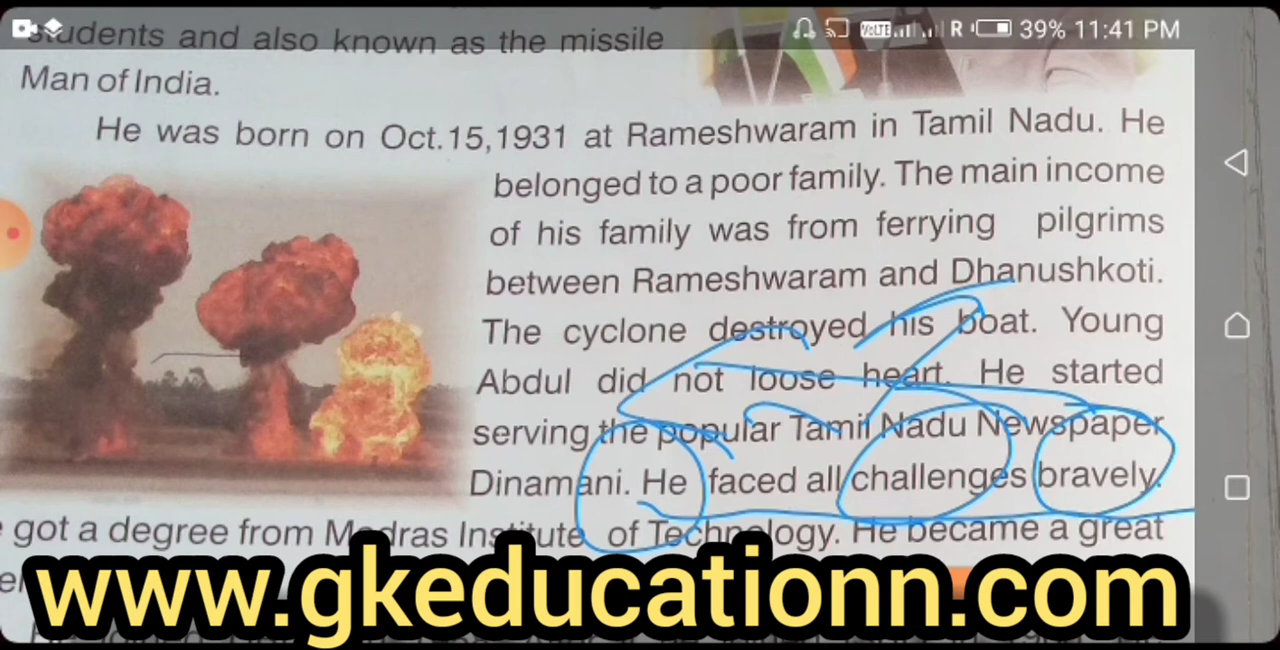 VoLTE R 39% 11:41 PM
students and also known as the missile
Man of India.
He was born on Oct.15,1931 at Rameshwaram in Tamil Nadu. He
belonged to a poor family. The main income
of his family was from ferrying pilgrims
between Rameshwaram and Dhanushkoti.
The cyclone destroyed his boat. Young
Abdul did not loose heart. He started
serving the popular Tamil Nadu Newspaper
Dinamani. He faced all challenges bravely.
got a degree from Madras Institute of Technology. He became a great
www.gkeducationn.com